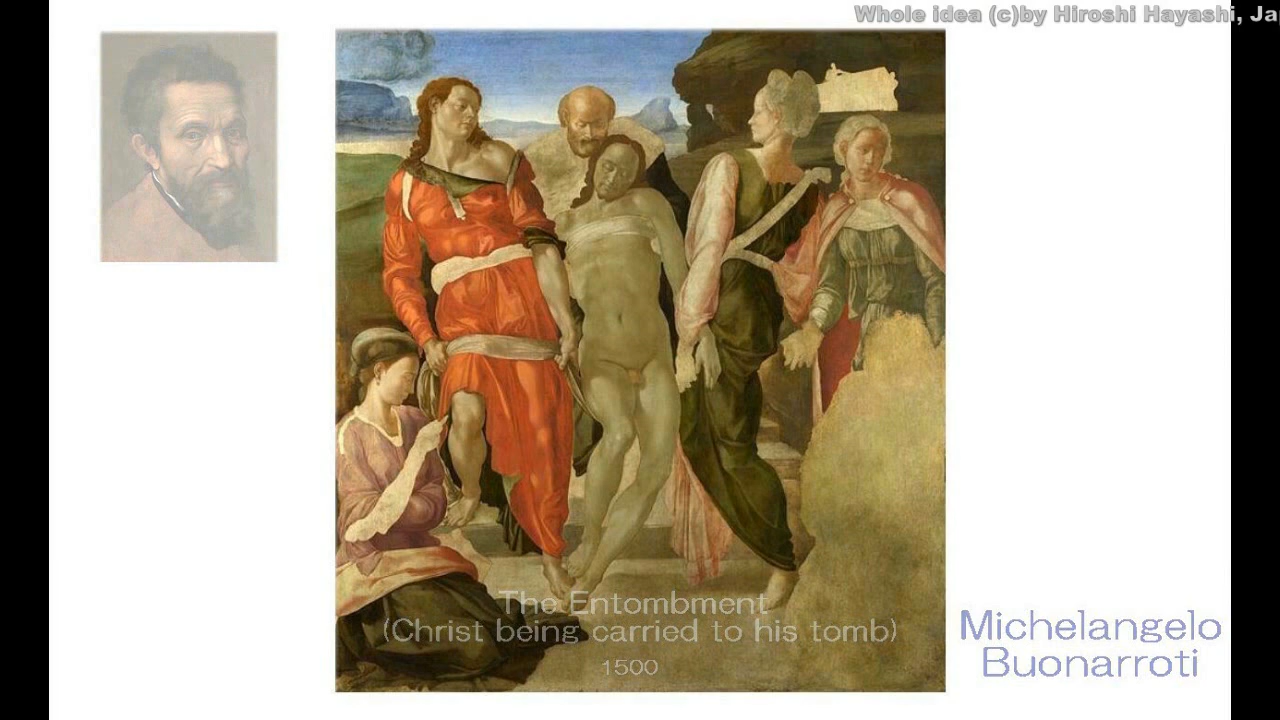 Whole idea (c)by Hiroshi Hayashi, Ja
The Entombment
(Christ being carried to his tomb)
1500
Michelangelo
Buonarroti